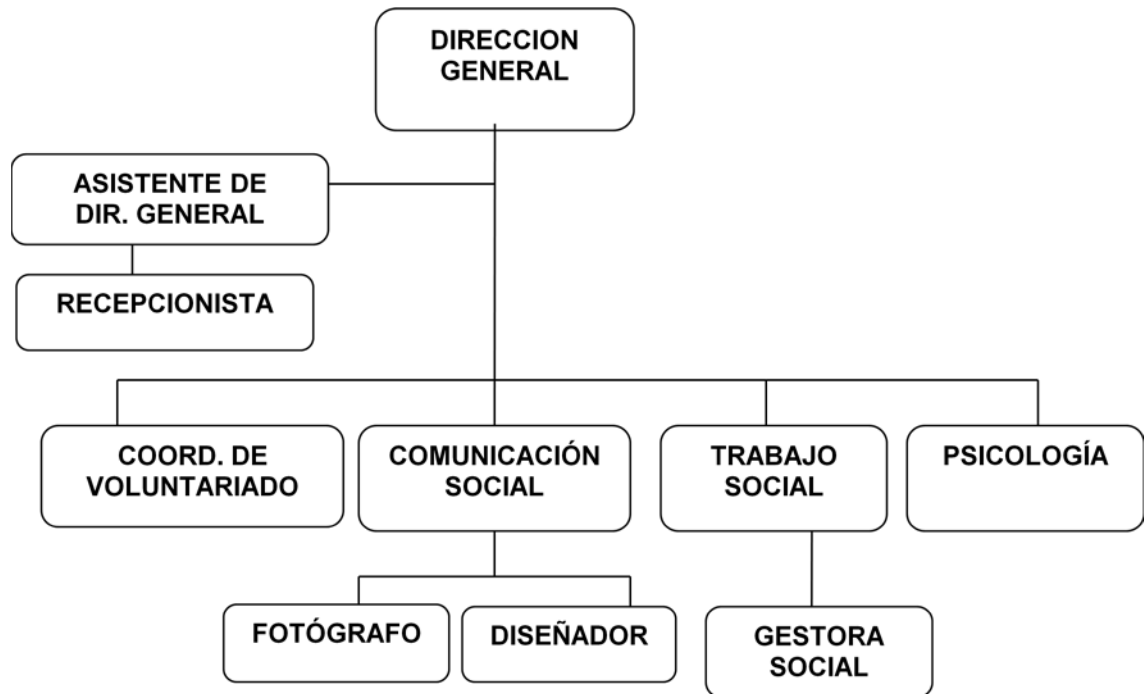 DIRECCION
GENERAL
ASISTENTE DE
DIR. GENERAL
RECEPCIONISTA
COORD. DE
VOLUNTARIADO
COMUNICACIÓN
SOCIAL
TRABAJO
SOCIAL
PSICOLOGÍA
FOTÓGRAFO
DISEÑADOR
GESTORA
SOCIAL